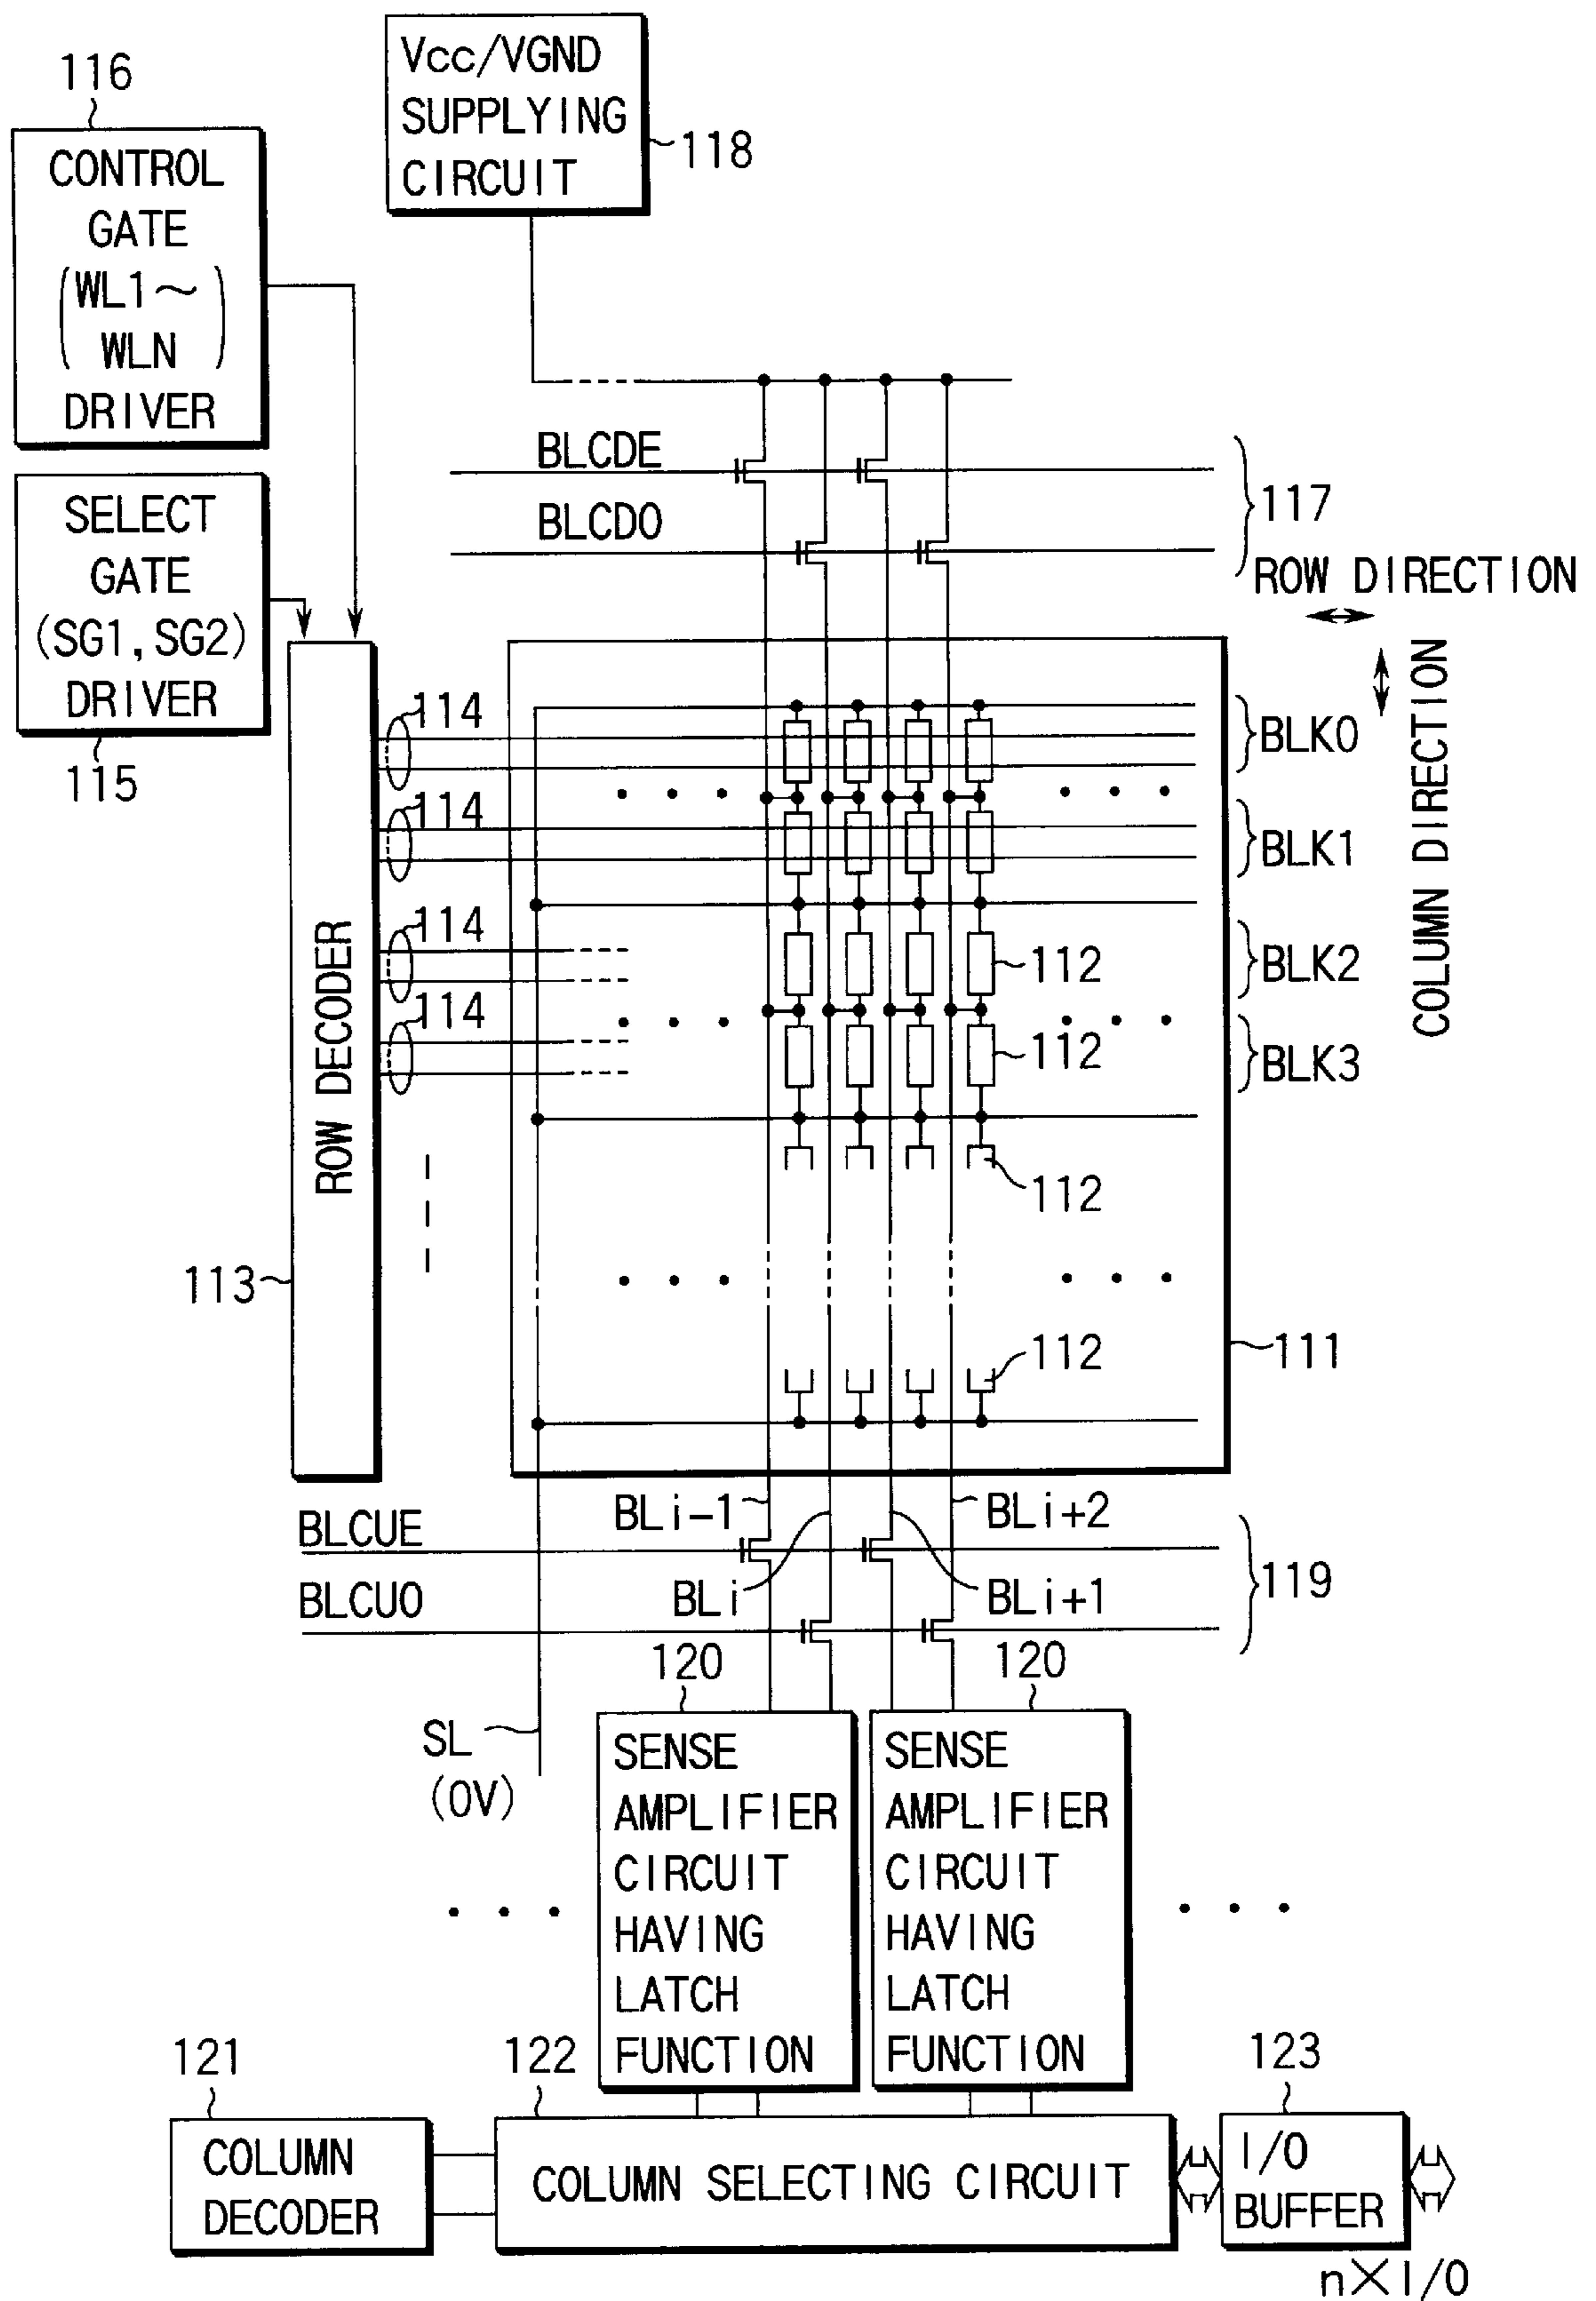 116
CONTROL
GATE
(WL1~
WLN)
DRIVER
Vcc/VGND
SUPPLYING
CIRCUIT
118
SELECT
GATE
(SG1, SG2)
DRIVER
115
BLCDE
BLCDO
117
ROW DIRECTION
COLUMN DIRECTION
ROW DECODER
113
114
114
114
114
BLK0
BLK1
BLK2
BLK3
112
112
112
112
111
BLCUE
BLCUO
BLi-1
BLi
BLi+1
BLi+2
119
SL
(0V)
120
SENSE
AMPLIFIER
CIRCUIT
HAVING
LATCH
FUNCTION
120
SENSE
AMPLIFIER
CIRCUIT
HAVING
LATCH
FUNCTION
121
COLUMN
DECODER
122
COLUMN SELECTING CIRCUIT
123
I/O
BUFFER
n×I/O